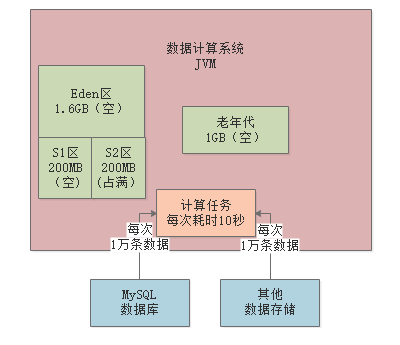 数据计算系统
JVM
Eden区
1.6GB（空）
老年代
1GB（空）
S1区
200MB
（空）
S2区
200MB
(占满）
计算任务
每次耗时10秒
每次
1万条数据
每次
1万条数据
MySQL
数据库
其他
数据存储